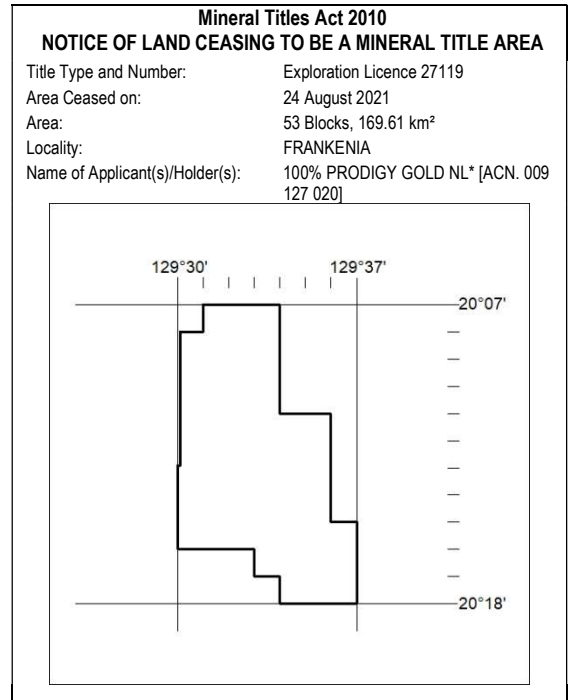 Mineral Titles Act 2010
NOTICE OF LAND CEASING TO BE A MINERAL TITLE AREA
Title Type and Number: Exploration Licence 27119
Area Ceased on: 24 August 2021
Area: 53 Blocks, 169.61 km²
Locality: FRANKENIA
Name of Applicant(s)/Holder(s): 100% PRODIGY GOLD NL* [ACN. 009
127 020]
129°30' 129°37'
20°07'
20°18'